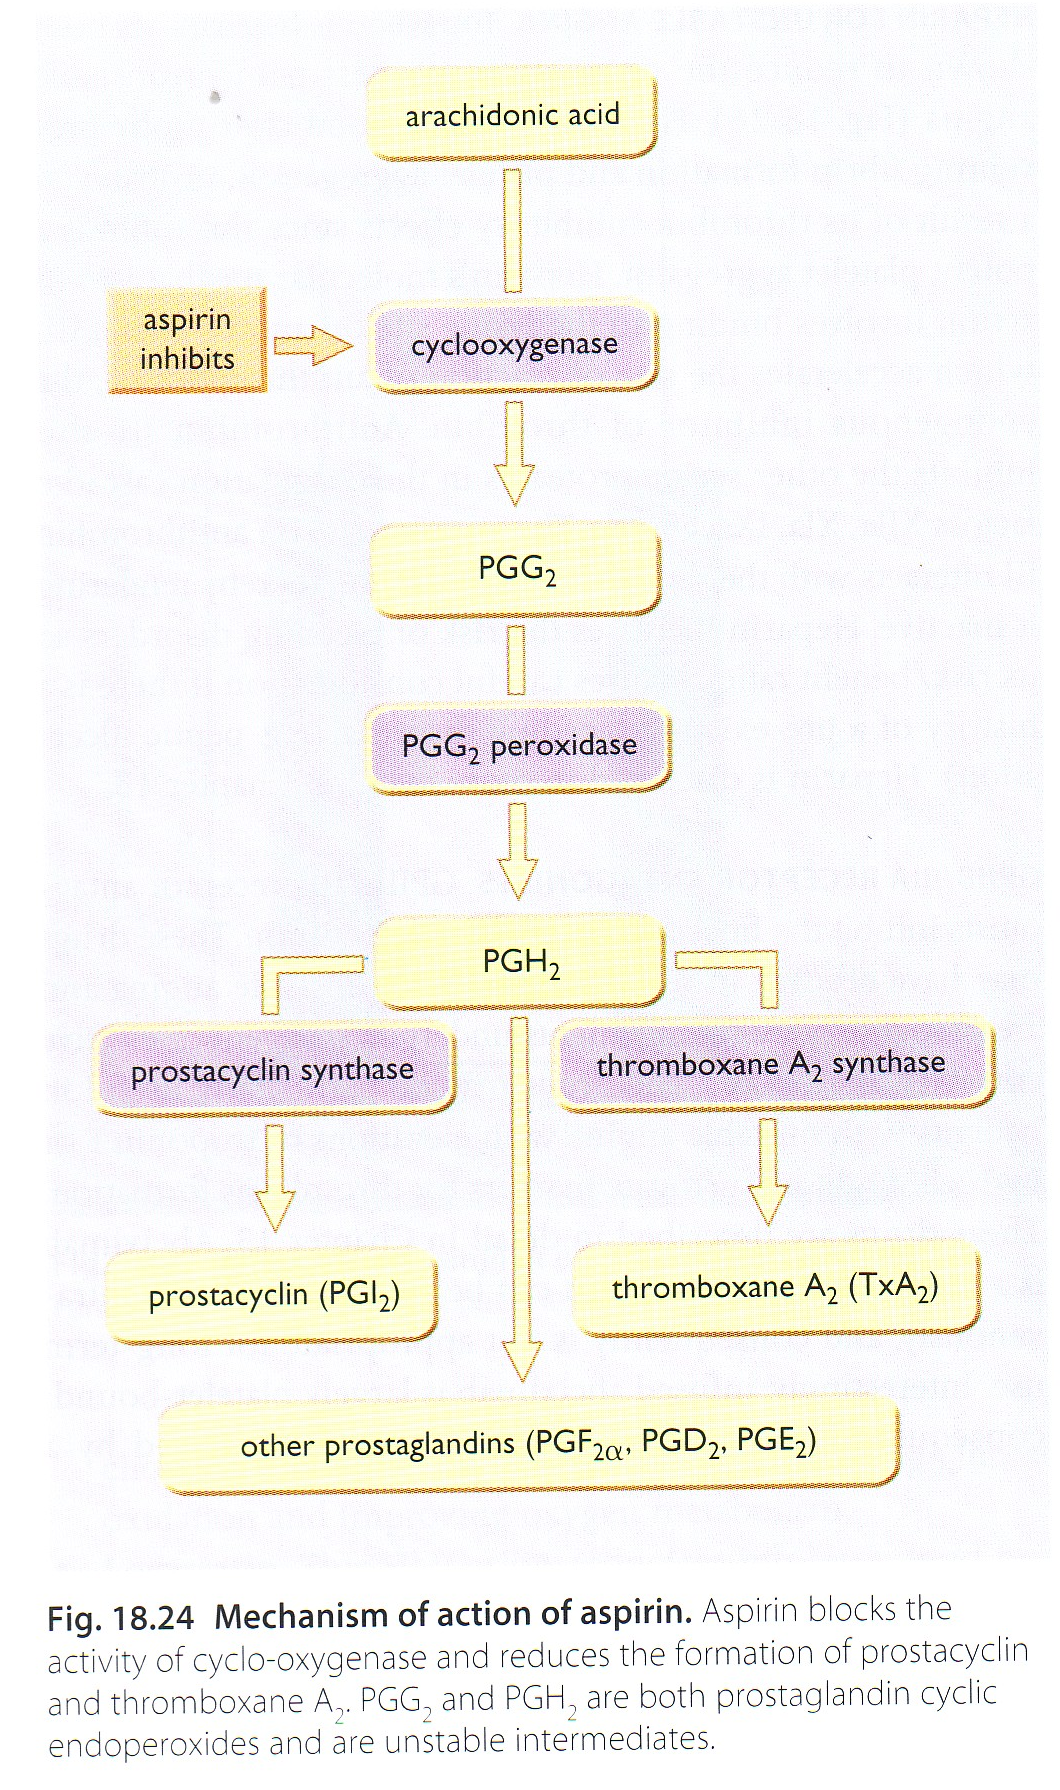 arachidonic acid
aspirin
inhibits
cyclooxygenase
PGG₂
PGG₂ peroxidase
PGH₂
prostacyclin synthase
thromboxane A₂ synthase
prostacyclin (PGI₂)
thromboxane A₂ (TxA₂)
other prostaglandins (PGF₂α, PGD₂, PGE₂)
Fig. 18.24 Mechanism of action of aspirin. Aspirin blocks the
activity of cyclo-oxygenase and reduces the formation of prostacyclin
and thromboxane A₂. PGG₂ and PGH₂ are both prostaglandin cyclic
endoperoxides and are unstable intermediates.